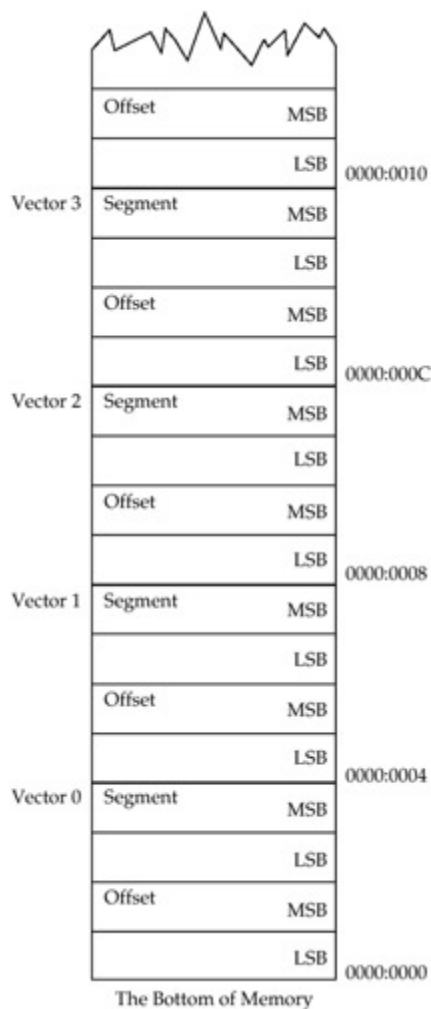 Offset MSB
LSB 0000:0010
Vector 3 Segment MSB
LSB
Offset MSB
LSB 0000:000C
Vector 2 Segment MSB
LSB
Offset MSB
LSB 0000:0008
Vector 1 Segment MSB
LSB
Offset MSB
LSB 0000:0004
Vector 0 Segment MSB
LSB
Offset MSB
LSB 0000:0000
The Bottom of Memory